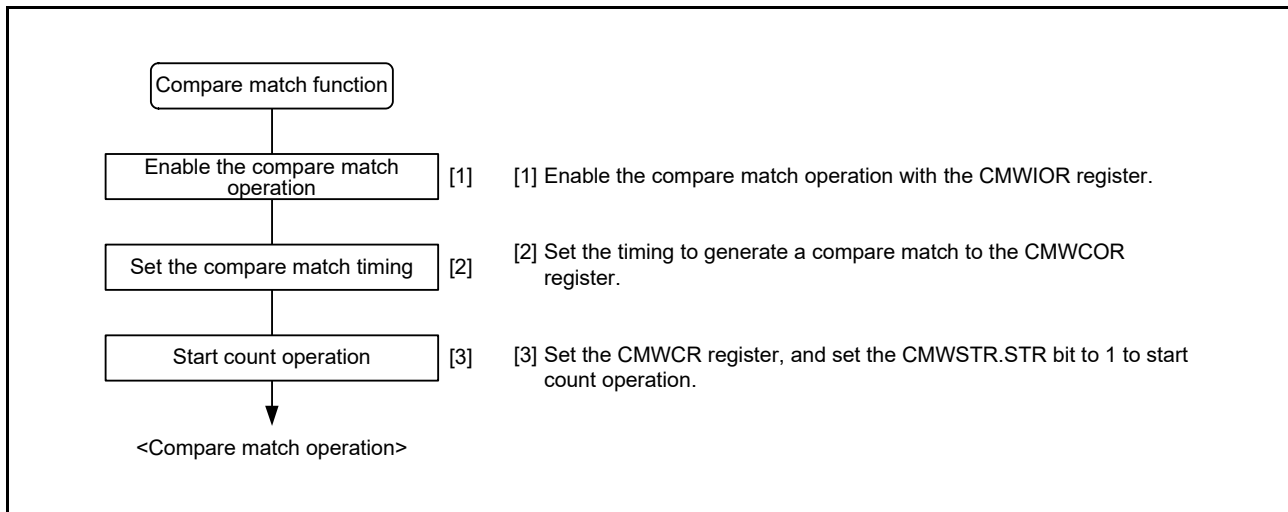 Compare match function
Enable the compare match
operation
[1]
[1] Enable the compare match operation with the CMWIOR register.
Set the compare match timing
[2]
[2] Set the timing to generate a compare match to the CMWCOR
register.
Start count operation
[3]
[3] Set the CMWCR register, and set the CMWSTR.STR bit to 1 to start
count operation.
<Compare match operation>